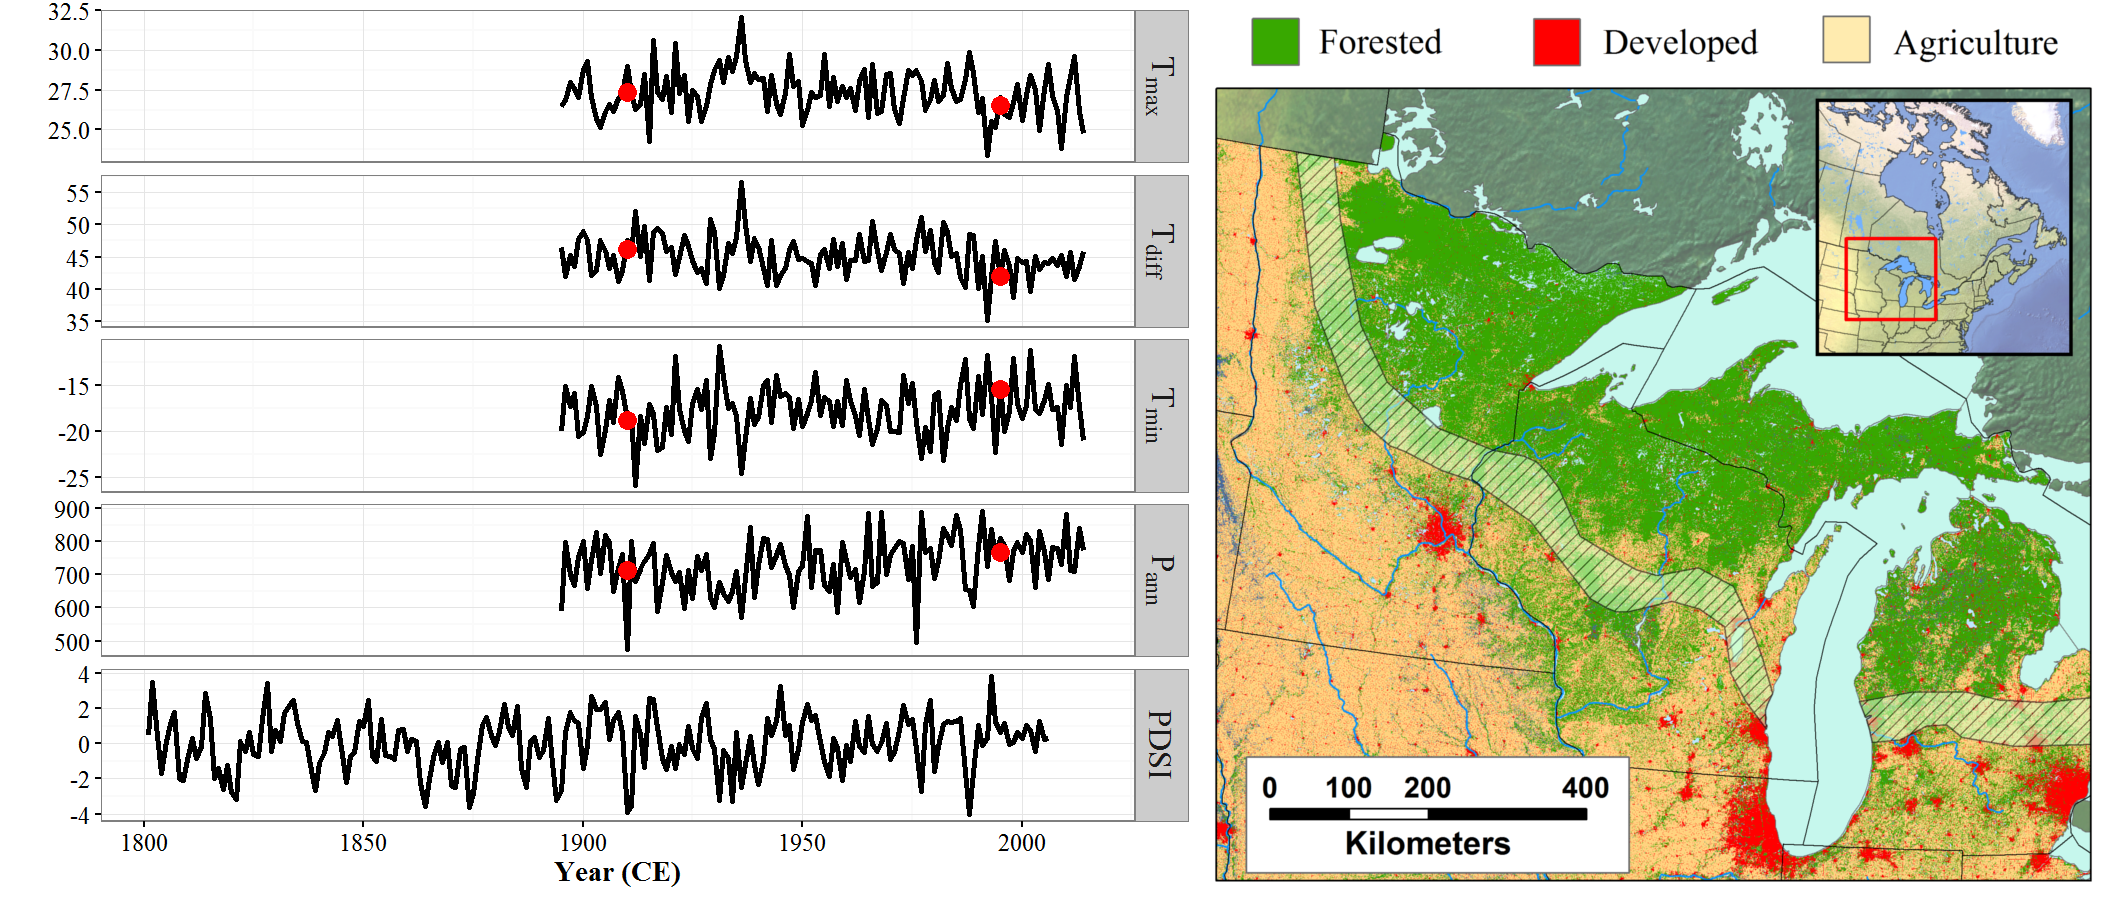 32.5
30.0
27.5
25.0
Tmax
55
50
45
40
35
Tdiff
-15
-20
-25
Tmin
900
800
700
600
500
Pann
4
2
0
-2
-4
PDSI
1800 1850 1900 1950 2000
Year (CE)
Forested Developed Agriculture
0 100 200 400
Kilometers